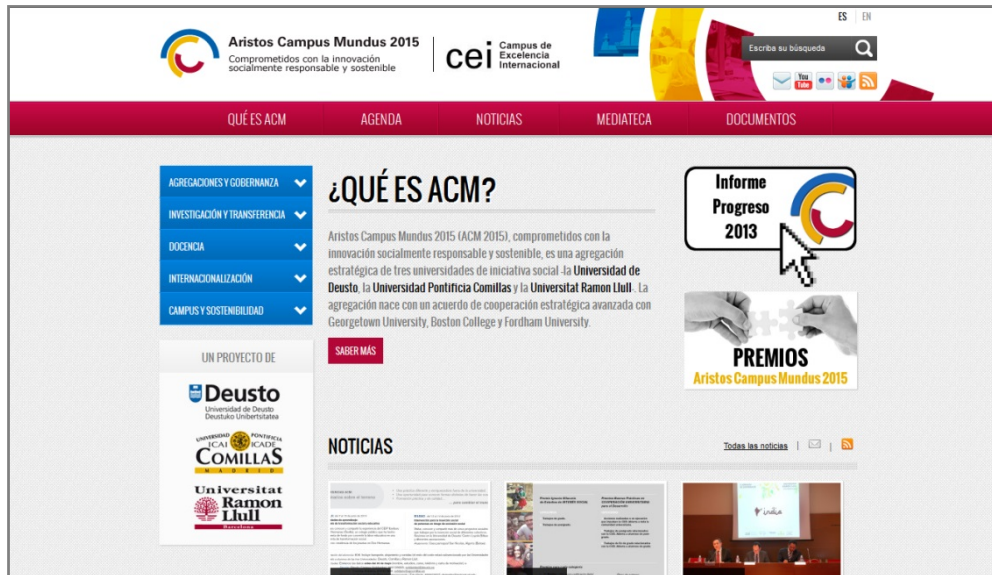 ES | EN
Aristos Campus Mundus 2015
Comprometidos con la innovación
socialmente responsable y sostenible
cei Campus de
Excelencia
Internacional
Escriba su búsqueda
You
Tube
QUÉ ES ACM
AGENDA
NOTICIAS
MEDIATECA
DOCUMENTOS
AGREGACIONES Y GOBERNANZA
INVESTIGACIÓN Y TRANSFERENCIA
DOCENCIA
INTERNACIONALIZACIÓN
CAMPUS Y SOSTENIBILIDAD
UN PROYECTO DE
Deusto
Universidad de Deusto
Deustuko Unibertsitatea
UNIVERSIDAD PONTIFICIA
ICAI ICADE
COMILLAS
MADRID
Universitat
Ramon
Llull
Barcelona
¿QUÉ ES ACM?
Aristos Campus Mundus 2015 (ACM 2015), comprometidos con la
innovación socialmente responsable y sostenible, es una agregación
estratégica de tres universidades de iniciativa social -la Universidad de
Deusto, la Universidad Pontificia Comillas y la Universitat Ramon Llull-. La
agregación nace con un acuerdo de cooperación estratégica avanzada con
Georgetown University, Boston College y Fordham University.
SABER MÁS
Informe
Progreso
2013
PREMIOS
Aristos Campus Mundus 2015
NOTICIAS
Todas las noticias | |